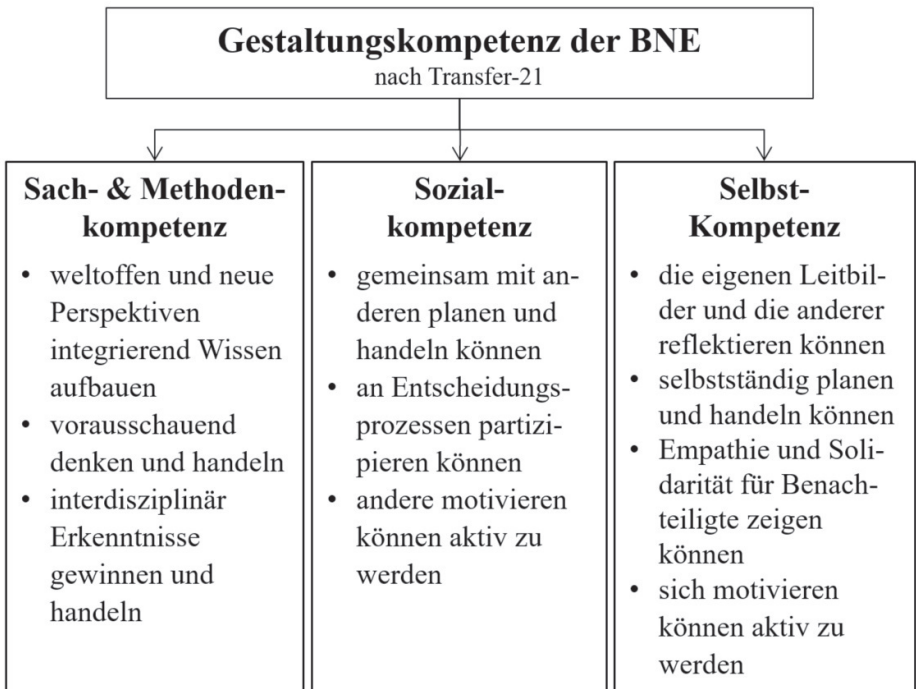 Gestaltungskompetenz der BNE
nach Transfer-21
Sach- & Methoden-
kompetenz
• weltoffen und neue
Perspektiven
integrierend Wissen
aufbauen
• vorausschauend
denken und handeln
• interdisziplinär
Erkenntnisse
gewinnen und
handeln
Sozial-
kompetenz
• gemeinsam mit an-
deren planen und
handeln können
• an Entscheidungs-
prozessen partizi-
pieren können
• andere motivieren
können aktiv zu
werden
Selbst-
Kompetenz
• die eigenen Leitbil-
der und die anderer
reflektieren können
• selbstständig planen
und handeln können
• Empathie und Soli-
darität für Benach-
teiligte zeigen
können
• sich motivieren
können aktiv zu
werden